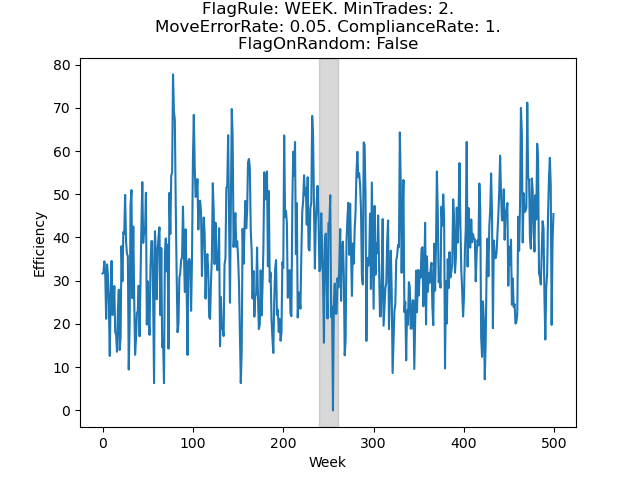 FlagRule: WEEK. MinTrades: 2.
MoveErrorRate: 0.05. ComplianceRate: 1.
FlagOnRandom: False
80
70
60
50
40
30
20
10
0
Efficiency
0 100 200 300 400 500
Week